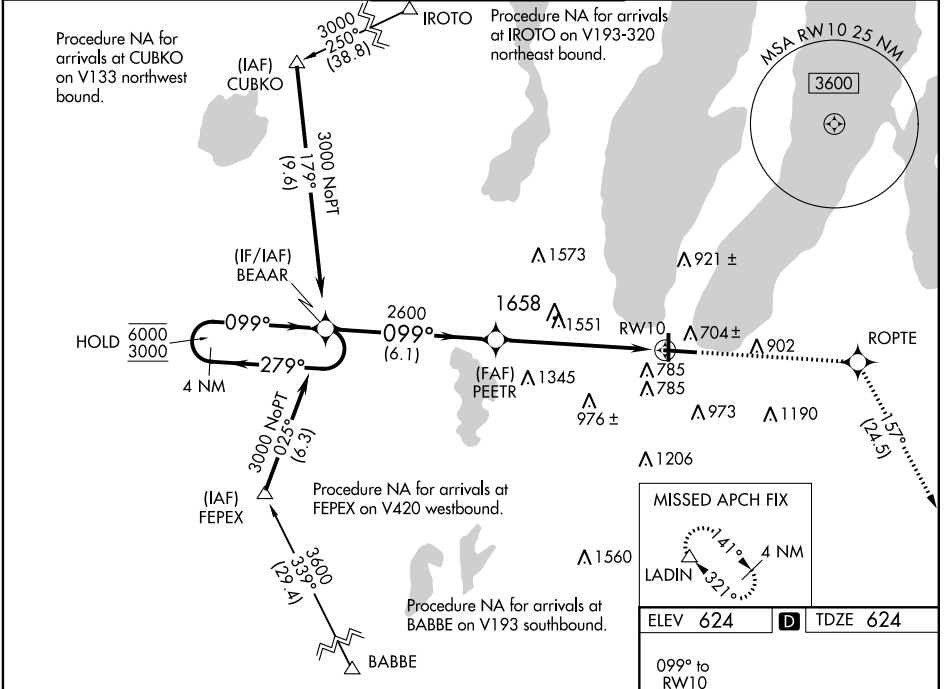 Procedure NA for
arrivals at CUBKO
on V133 northwest
bound.
(IAF)
CUBKO
3000
250°
(38.8)
IROTO
Procedure NA for arrivals
at IROTO on V193-320
northeast bound.
MSA RW10 25 NM
3600
3000 NoPT
179°
(9.6)
(IF/IAF)
BEAAR
HOLD
6000
3000
099°
279°
4 NM
2600
099°
(6.1)
(FAF)
PEETR
1573
1658
1551
1345
976 ±
RW10
921 ±
704 ±
902
785
785
973
1190
1206
1560
ROPTE
157°
(24.5)
3000 NoPT
025°
(6.3)
(IAF)
FEPEX
Procedure NA for arrivals at
FEPEX on V420 westbound.
3600
339°
(29.4)
BABBE
Procedure NA for arrivals at
BABBE on V193 southbound.
MISSED APCH FIX
141°
4 NM
LADIN
321°
ELEV 624
D
TDZE 624
099° to
RW10